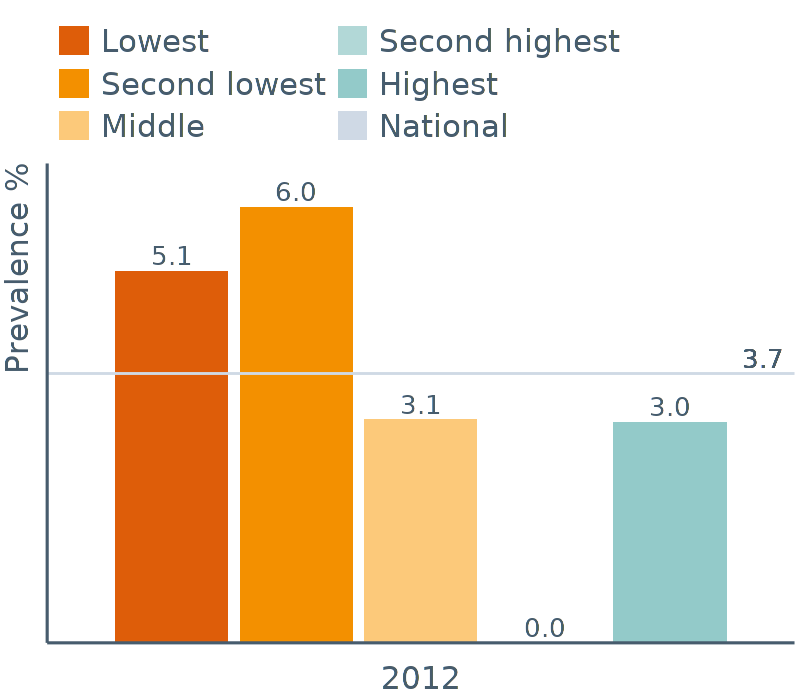 Lowest
Second lowest
Middle
Second highest
Highest
National
Prevalence %
5.1
6.0
3.1
0.0
3.0
3.7
2012